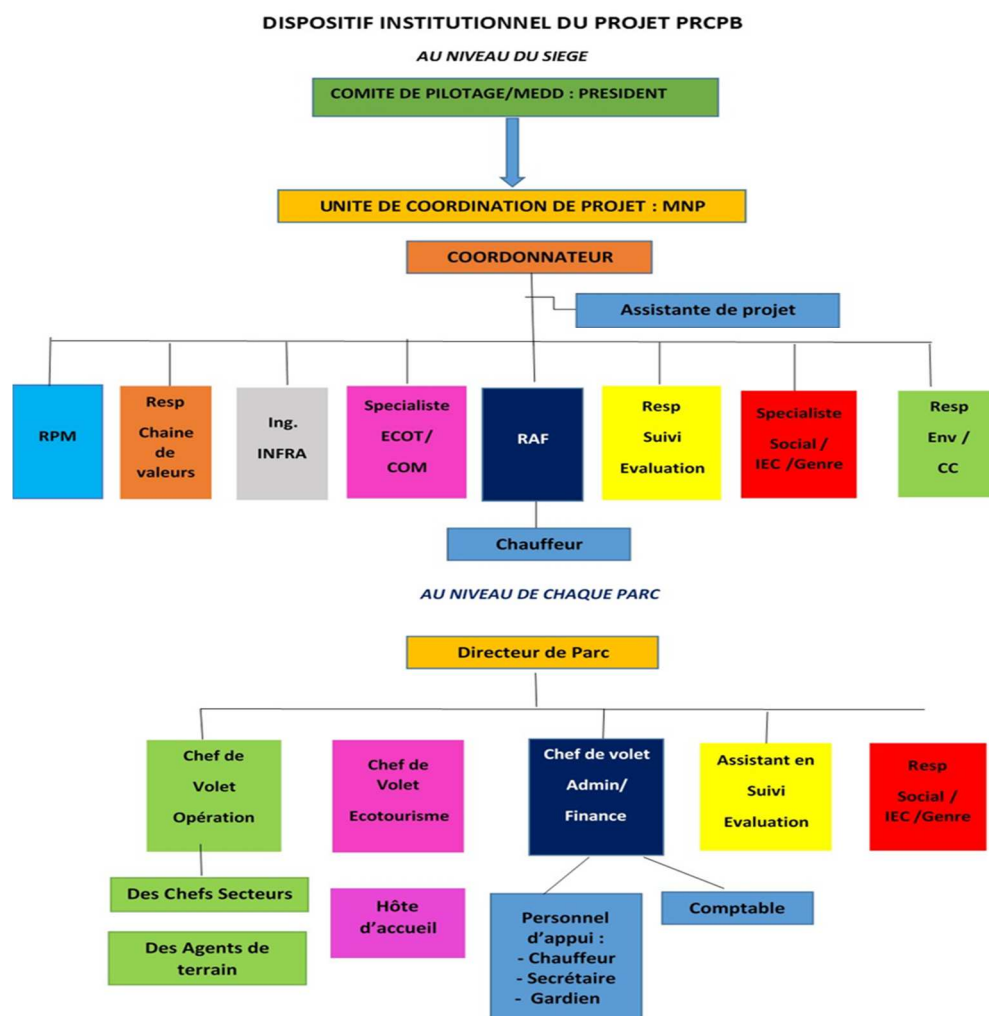 DISPOSITIF INSTITUTIONNEL DU PROJET PRCPB
AU NIVEAU DU SIEGE
COMITE DE PILOTAGE/MEDD : PRESIDENT
UNITE DE COORDINATION DE PROJET : MNP
COORDONNATEUR
Assistante de projet
RPM
Resp
Chaine
de
valeurs
Ing.
INFRA
Specialiste
ECOT/
COM
RAF
Resp
Suivi
Evaluation
Specialiste
Social /
IEC /Genre
Resp
Env /
CC
Chauffeur
AU NIVEAU DE CHAQUE PARC
Directeur de Parc
Chef de
Volet
Opération
Chef de
Volet
Ecotourisme
Chef de volet
Admin/
Finance
Assistant en
Suivi
Evaluation
Resp
Social /
IEC /Genre
Des Chefs Secteurs
Des Agents de
terrain
Hôte
d'accueil
Personnel
d'appui :
- Chauffeur
- Secrétaire
- Gardien
Comptable